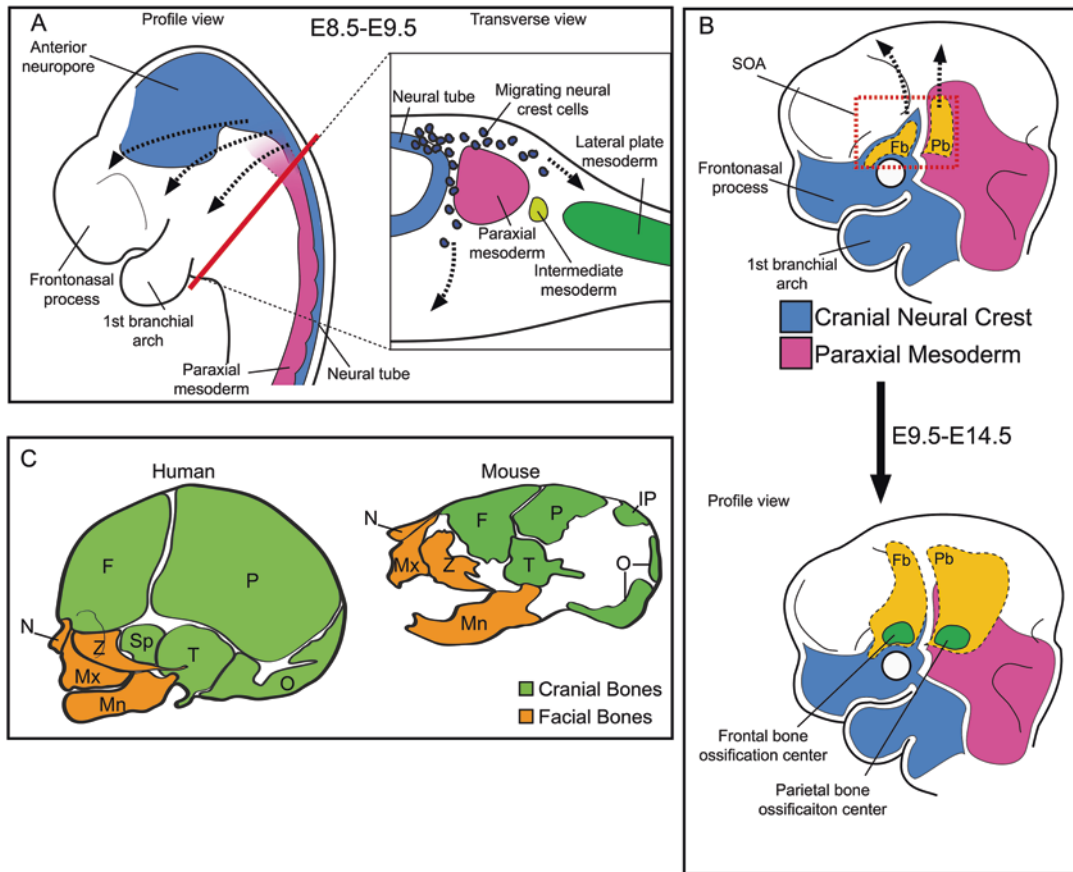 A
Profile view
E8.5-E9.5
Transverse view
Anterior
neuropore
Frontonasal
process
1st branchial
arch
Paraxial
mesoderm
Neural tube
Neural tube
Migrating neural
crest cells
Lateral plate
mesoderm
Paraxial
mesoderm
Intermediate
mesoderm
B
SOA
Fb
Pb
Frontonasal
process
1st branchial
arch
Cranial Neural Crest
Paraxial Mesoderm
E9.5-E14.5
Profile view
Fb
Pb
Frontal bone
ossification center
Parietal bone
ossificaiton center
C
Human
F
P
N
Z
Sp
T
Mx
Mn
O
Mouse
IP
N
F
P
Mx
Z
T
O
Mn
Cranial Bones
Facial Bones